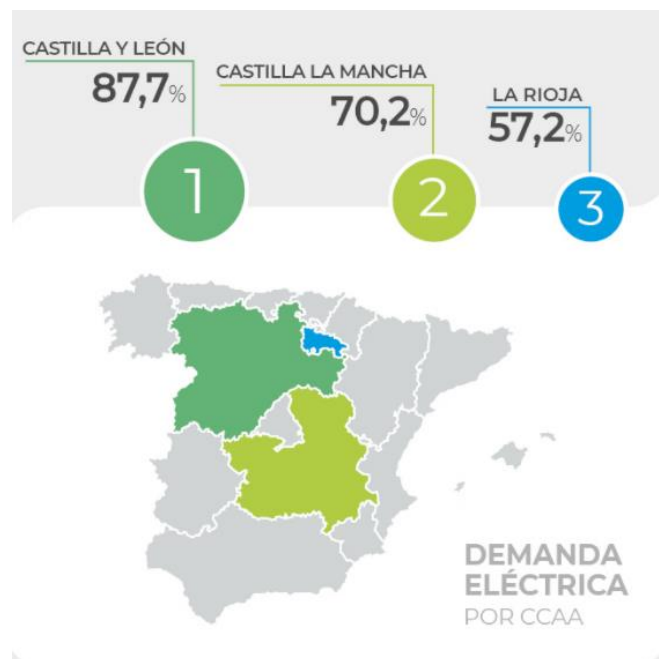 CASTILLA Y LEÓN
87,7%
CASTILLA LA MANCHA
70,2%
LA RIOJA
57,2%
1
2
3
DEMANDA
ELÉCTRICA
POR CCAA